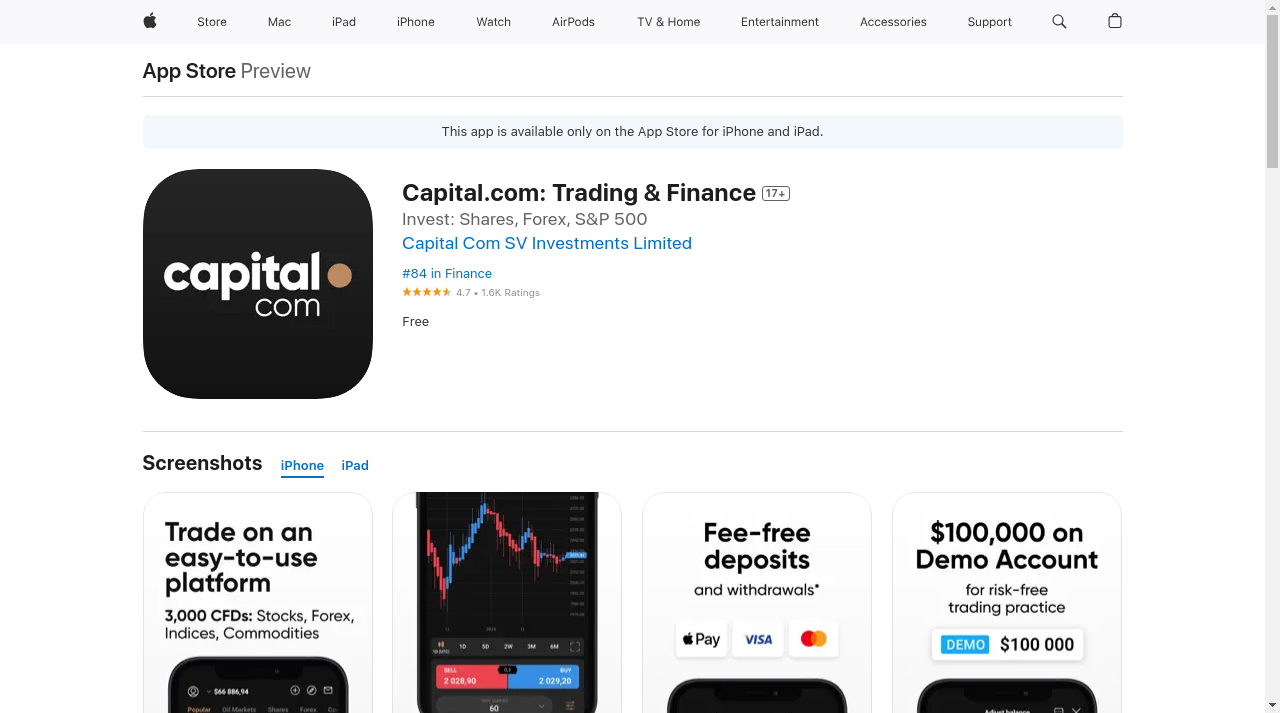 Store Mac iPad iPhone Watch AirPods TV & Home Entertainment Accessories Support
App Store Preview
This app is available only on the App Store for iPhone and iPad.
capital
com
Capital.com: Trading & Finance 17+
Invest: Shares, Forex, S&P 500
Capital Com SV Investments Limited
#84 in Finance
4.7 • 1.6K Ratings
Free
Screenshots iPhone iPad
Trade on an
easy-to-use
platform
3,000 CFDs: Stocks, Forex,
Indices, Commodities
$66 886,94
Popular Oil Markets Shares Forex
1D 5D 2W 3M 6M
SELL BUY
2 028,90 2 029,20
60
Fee-free
deposits
and withdrawals*
Pay VISA
$100,000 on
Demo Account
for risk-free
trading practice
DEMO $100 000
Adjust balance